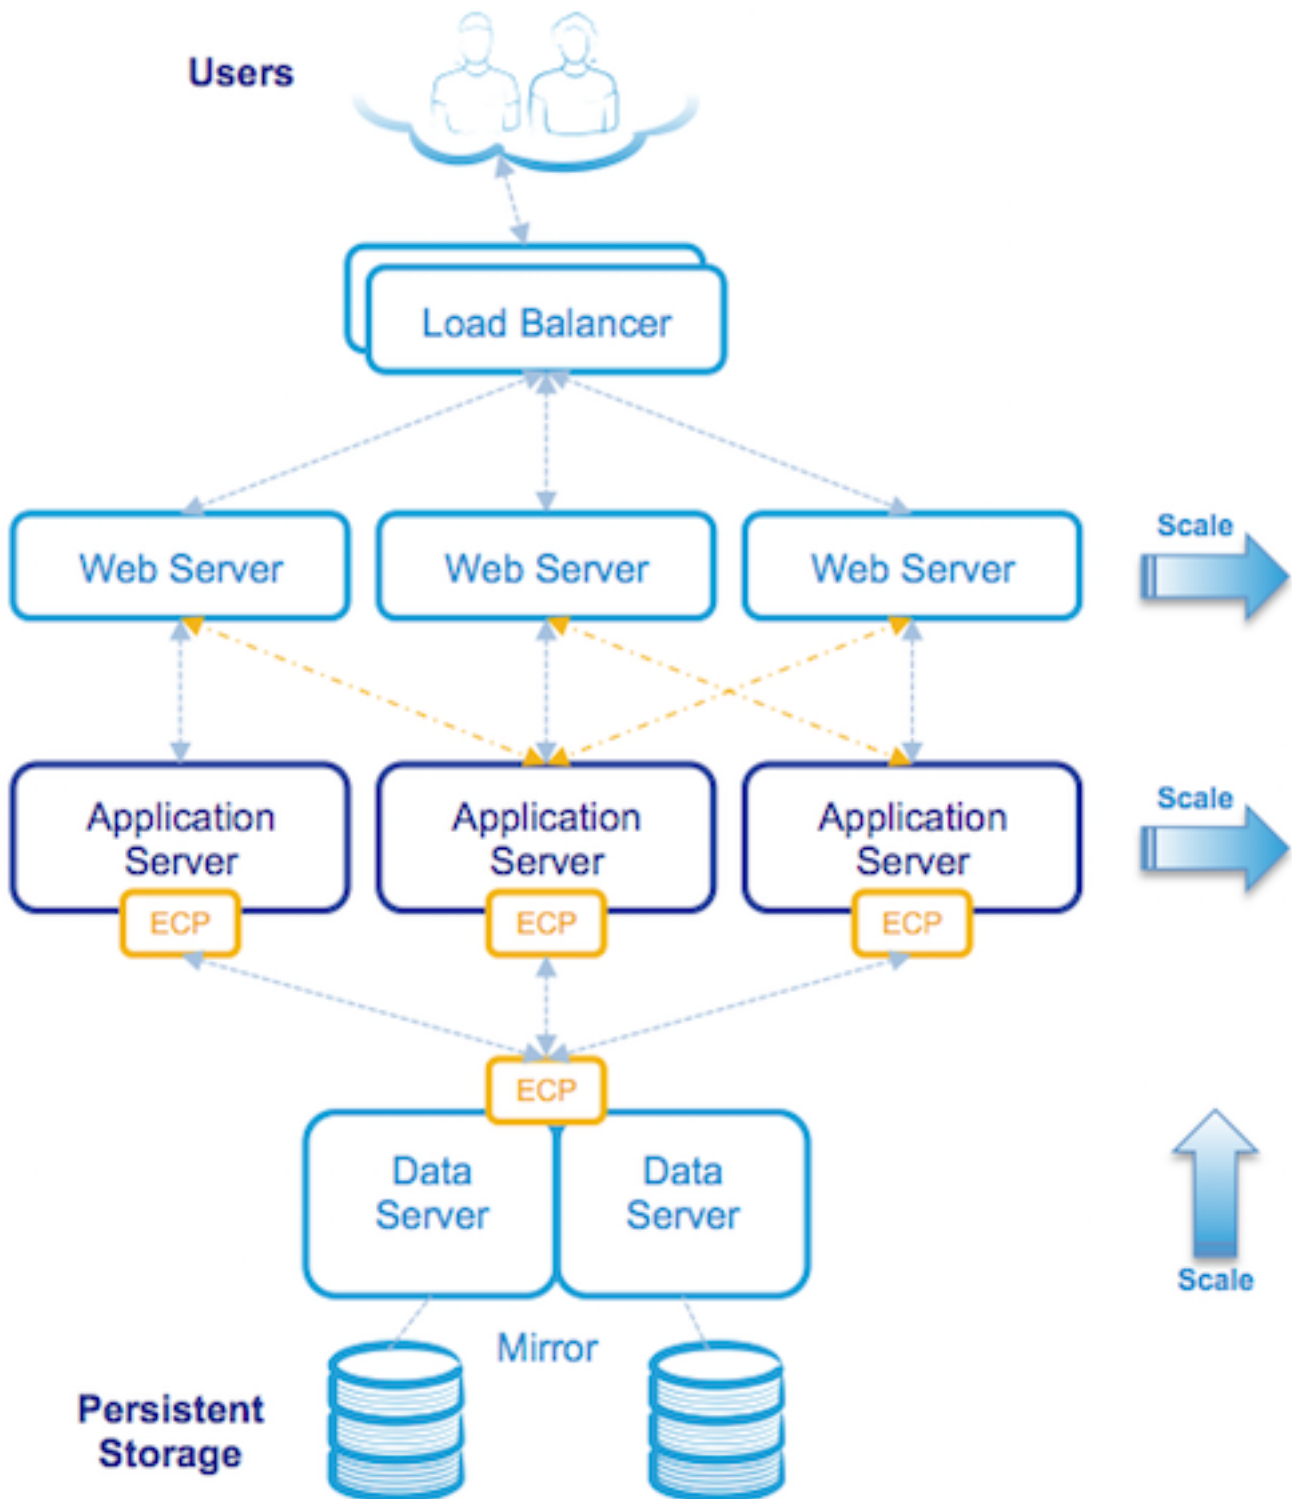 Users
Load Balancer
Web Server
Web Server
Web Server
Scale
Application
Server
Application
Server
Application
Server
Scale
ECP
ECP
ECP
ECP
Data
Server
Data
Server
Scale
Mirror
Persistent
Storage